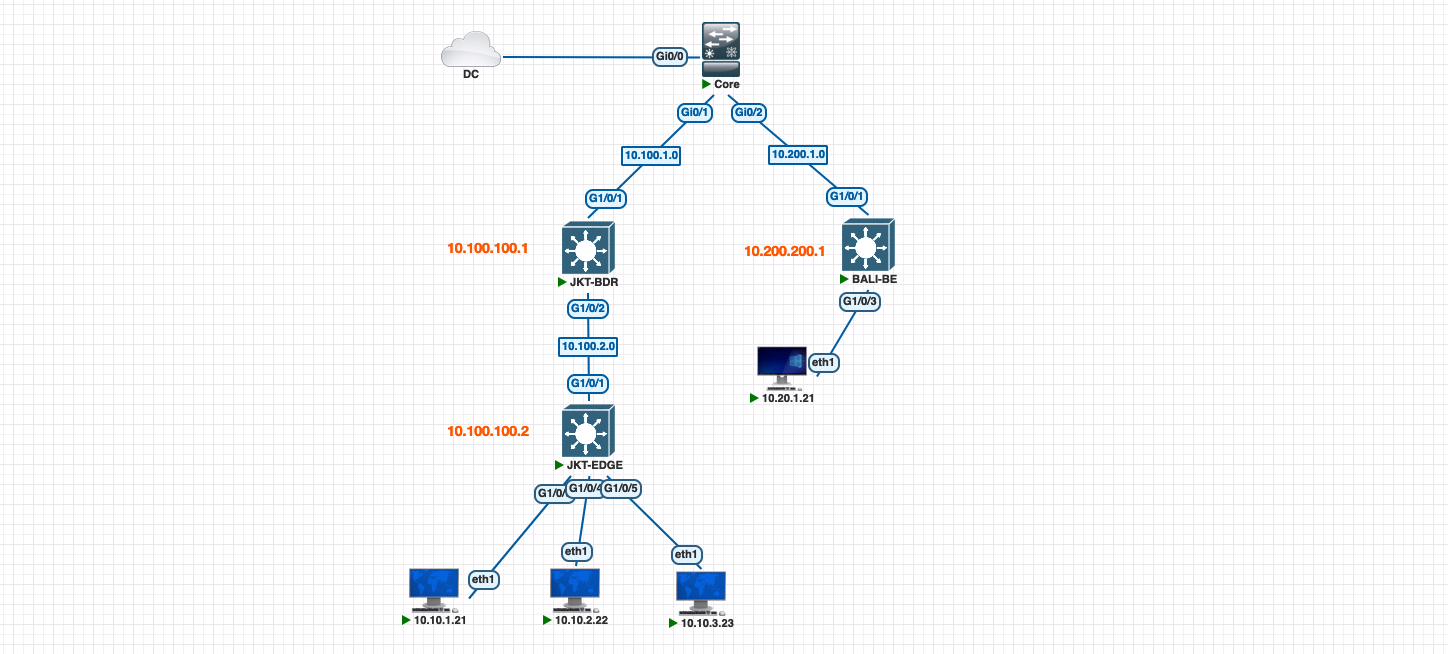 DC
Gi0/0
Core
Gi0/1
Gi0/2
10.100.1.0
10.200.1.0
G1/0/1
G1/0/1
10.100.100.1
JKT-BDR
10.200.200.1
BALI-BE
G1/0/2
G1/0/3
10.100.2.0
eth1
G1/0/1
10.20.1.21
10.100.100.2
JKT-EDGE
G1/0/
G1/0/4
G1/0/5
eth1
eth1
eth1
10.10.1.21
10.10.2.22
10.10.3.23